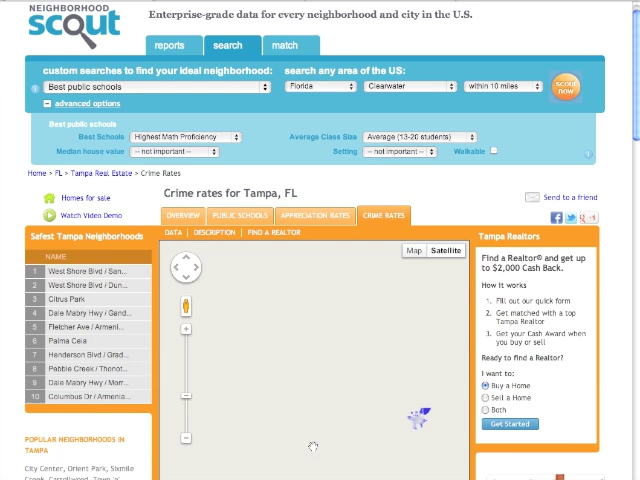 NEIGHBORHOOD
scout
Enterprise-grade data for every neighborhood and city in the U.S.
reports
search
match
custom searches to find your ideal neighborhood:
search any area of the US:
Best public schools
Florida
Clearwater
within 10 miles
scout now
advanced options
Best public schools
Best Schools
Highest Math Proficiency
Average Class Size
Average (13-20 students)
Median house value
-- not important --
Setting
-- not important --
Walkable
Home > FL > Tampa Real Estate > Crime Rates
Homes for sale
Watch Video Demo
Crime rates for Tampa, FL
Send to a friend
OVERVIEW
PUBLIC SCHOOLS
APPRECIATION RATES
CRIME RATES
DATA | DESCRIPTION | FIND A REALTOR
Safest Tampa Neighborhoods
NAME
1 West Shore Blvd / San...
2 West Shore Blvd / Dun...
3 Citrus Park
4 Dale Mabry Hwy / Gand...
5 Fletcher Ave / Armeni...
6 Palma Ceia
7 Henderson Blvd / Grad...
8 Pebble Creek / Thonot...
9 Dale Mabry Hwy / Morr...
10 Columbus Dr / Armenia...
POPULAR NEIGHBORHOODS IN
TAMPA
City Center, Orient Park, Sixmile
Map
Satellite
Tampa Realtors
Find a Realtor® and get up
to $2,000 Cash Back.
How it works
1. Fill out our quick form
2. Get matched with a top
Tampa Realtor
3. Get your Cash Award when
you buy or sell
Ready to find a Realtor?
I want to:
Buy a Home
Sell a Home
Both
Get Started